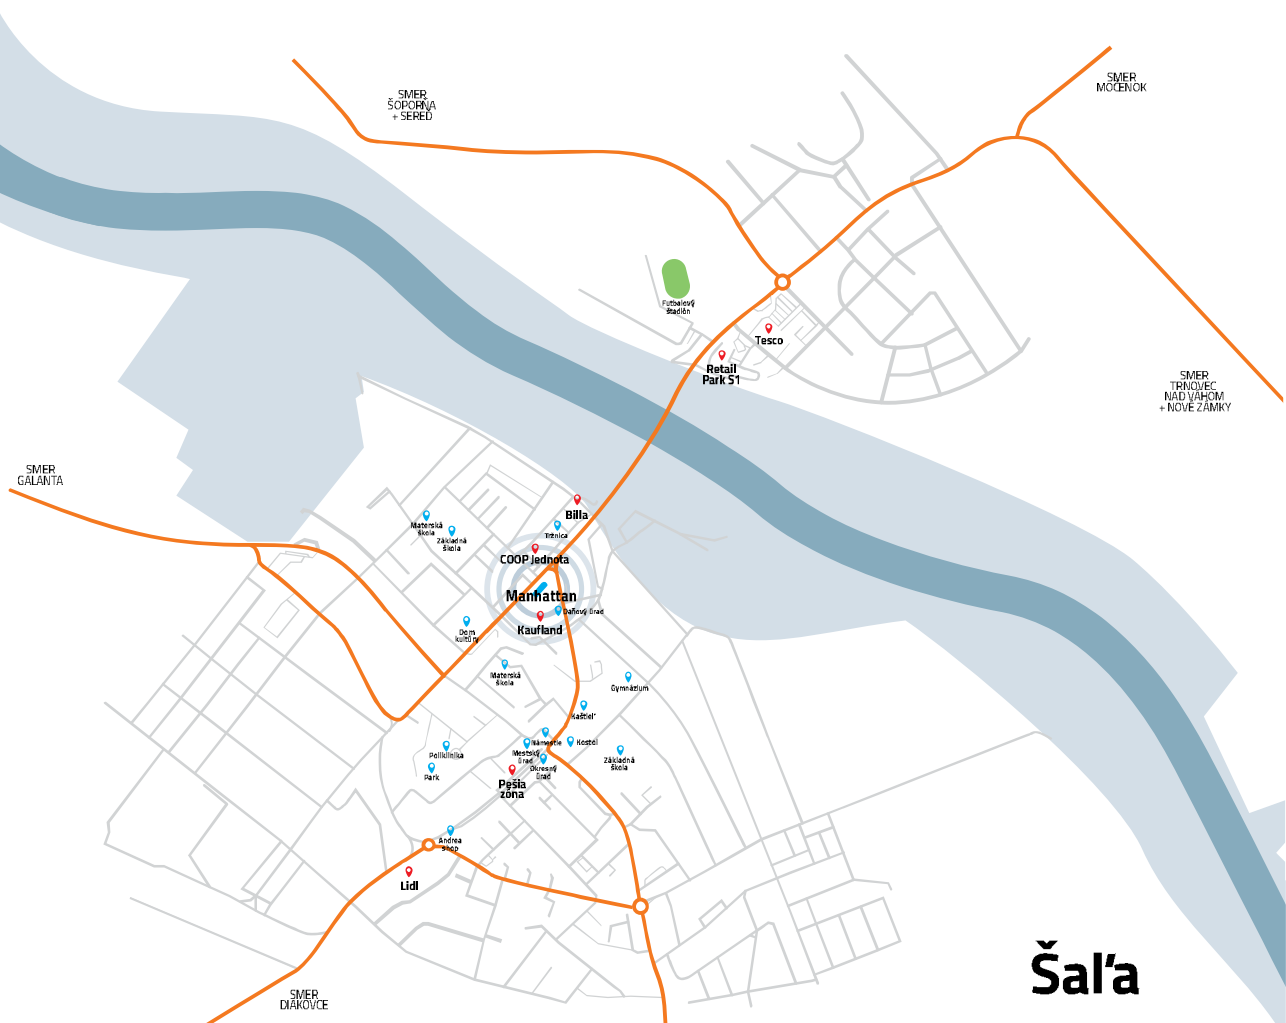 SMER
ŠOPORŇA
+ SEREĎ
SMER
MOČENOK
Futbalový
štadión
Tesco
Retail
Park S1
SMER
TRNOVEC
NAD VÁHOM
+ NOVÉ ZÁMKY
SMER
GALANTA
Billa
Materská
škola
Základná
škola
Tržnica
COOP Jednota
Manhattan
Daňový úrad
Kaufland
Dom
kultúry
Materská
škola
Gymnázium
Kaštieľ
Námestie
Kostol
Mestský
úrad
Okresný
úrad
Základná
škola
Poliklinika
Park
Pešia
zóna
Andrea
shop
Lidl
SMER
DIAKOVCE
Šaľa